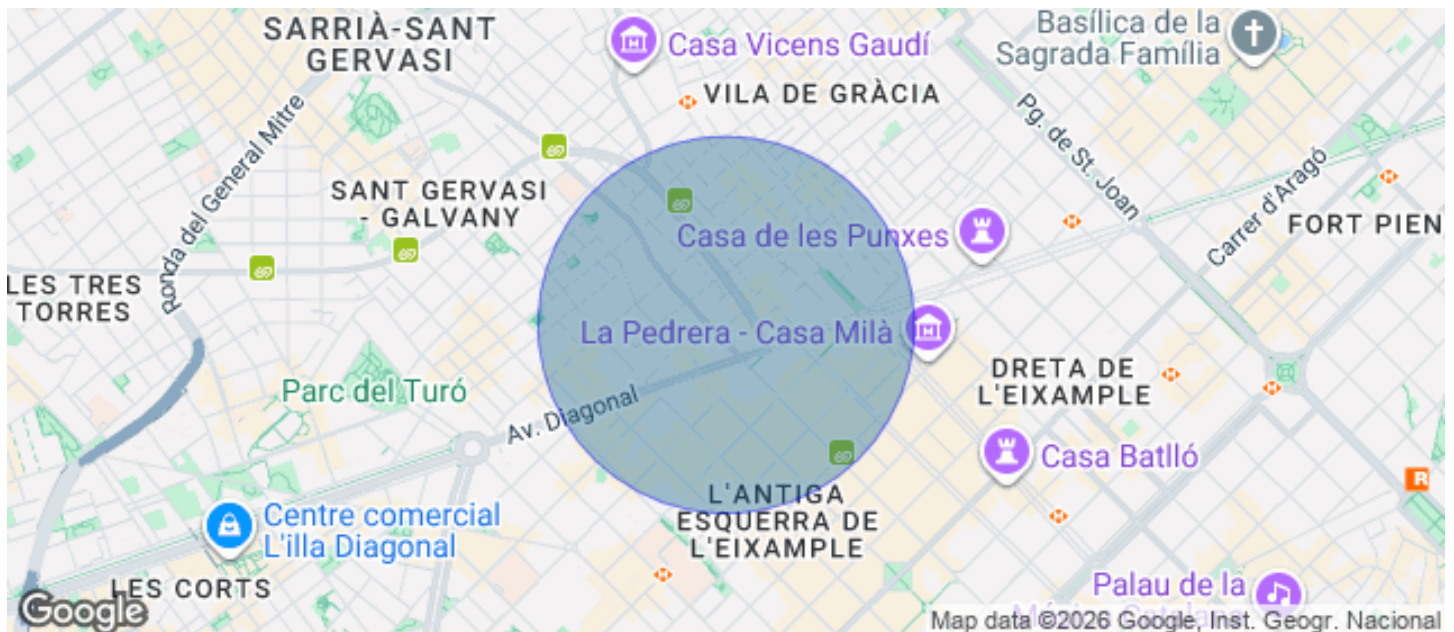 SARRIÀ-SANT
GERVASI
Casa Vicens Gaudí
Basílica de la
Sagrada Família
VILA DE GRÀCIA
Ronda del General Mitre
Pg. de St. Joan
Carrer d'Aragó
SANT GERVASI
- GALVANY
Casa de les Punxes
FORT PIEN
LES TRES
TORRES
La Pedrera - Casa Milà
Parc del Turó
DRETA DE
L'EIXAMPLE
Av. Diagonal
Casa Batlló
L'ANTIGA
ESQUERRA DE
L'EIXAMPLE
R
Centre comercial
L'illa Diagonal
LES CORTS
Palau de la
Google
Map data ©2026 Google, Inst. Geogr. Nacional